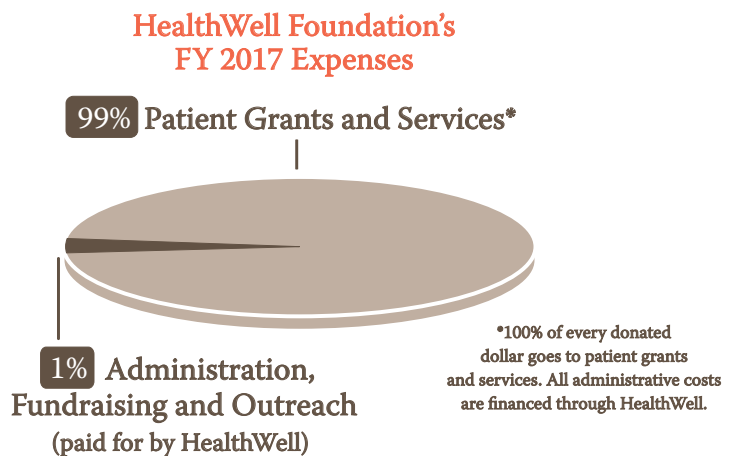 HealthWell Foundation’s
FY 2017 Expenses
99% Patient Grants and Services*
1% Administration,
Fundraising and Outreach
(paid for by HealthWell)
*100% of every donated
dollar goes to patient grants
and services. All administrative costs
are financed through HealthWell.